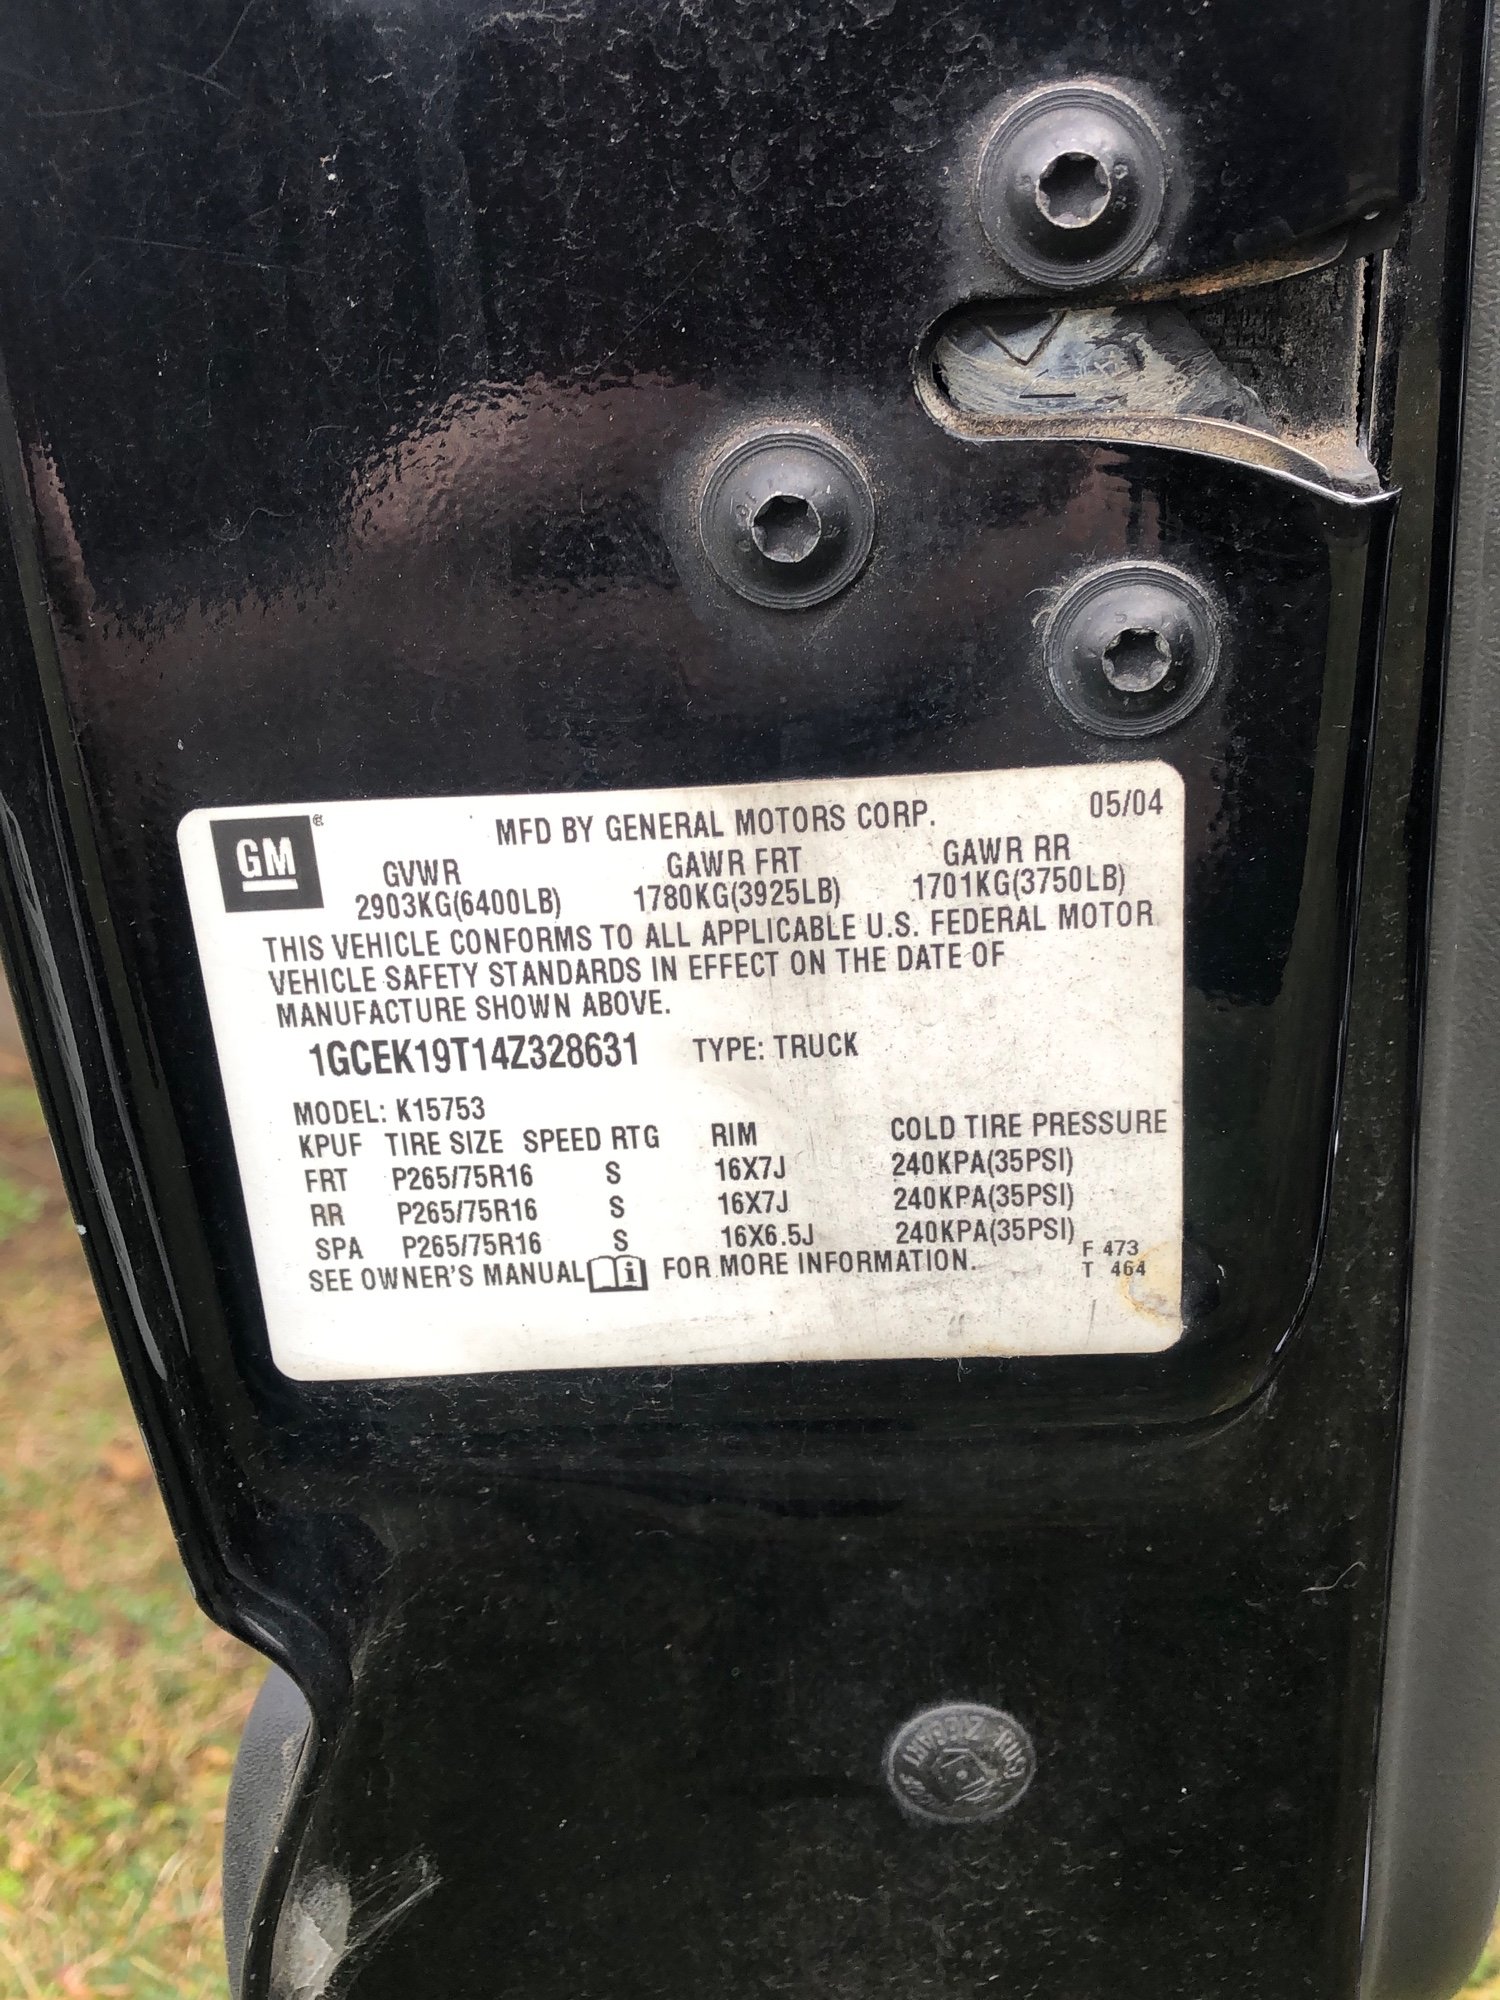 GM®
MFD BY GENERAL MOTORS CORP. 05/04
GVWR GAWR FRT GAWR RR
2903KG(6400LB) 1780KG(3925LB) 1701KG(3750LB)
THIS VEHICLE CONFORMS TO ALL APPLICABLE U.S. FEDERAL MOTOR
VEHICLE SAFETY STANDARDS IN EFFECT ON THE DATE OF
MANUFACTURE SHOWN ABOVE.
1GCEK19T14Z328631 TYPE: TRUCK
MODEL: K15753
KPUF TIRE SIZE SPEED RTG RIM COLD TIRE PRESSURE
FRT P265/75R16 S 16X7J 240KPA(35PSI)
RR P265/75R16 S 16X7J 240KPA(35PSI)
SPA P265/75R16 S 16X6.5J 240KPA(35PSI)
SEE OWNER'S MANUAL i FOR MORE INFORMATION.
F 473
T 464